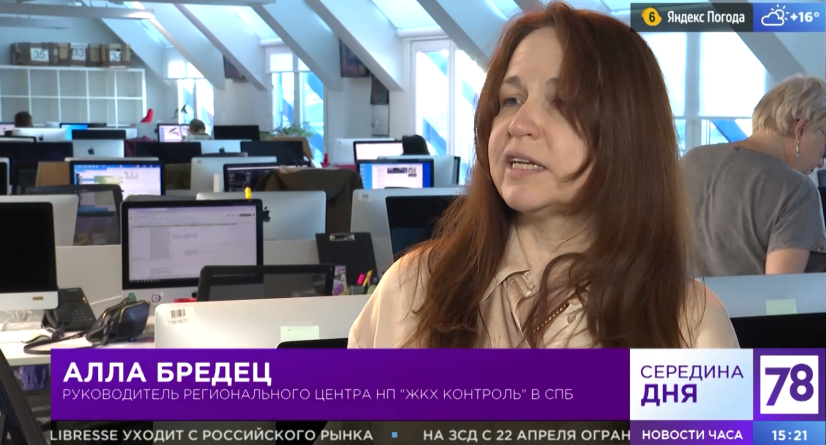 6 Яндекс Погода +16°
АЛЛА БРЕДЕЦ
РУКОВОДИТЕЛЬ РЕГИОНАЛЬНОГО ЦЕНТРА НП "ЖКХ КОНТРОЛЬ" В СПБ
СЕРЕДИНА
ДНЯ
78
LIBRESSE УХОДИТ С РОССИЙСКОГО РЫНКА
НА ЗСД С 22 АПРЕЛЯ ОГРАН
НОВОСТИ ЧАСА
15:21